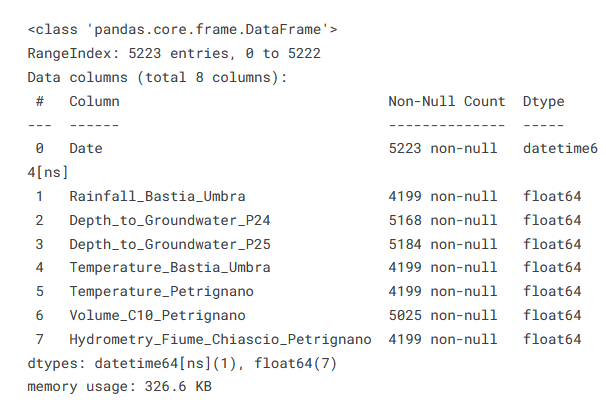 <class 'pandas.core.frame.DataFrame'>
RangeIndex: 5223 entries, 0 to 5222
Data columns (total 8 columns):
 #   Column                                Non-Null Count  Dtype
---  ------                                --------------  -----
 0   Date                                  5223 non-null   datetime6
4[ns]
 1   Rainfall_Bastia_Umbra                 4199 non-null   float64
 2   Depth_to_Groundwater_P24              5168 non-null   float64
 3   Depth_to_Groundwater_P25              5184 non-null   float64
 4   Temperature_Bastia_Umbra              4199 non-null   float64
 5   Temperature_Petrignano                4199 non-null   float64
 6   Volume_C10_Petrignano                 5025 non-null   float64
 7   Hydrometry_Fiume_Chiascio_Petrignano  4199 non-null   float64
dtypes: datetime64[ns](1), float64(7)
memory usage: 326.6 KB